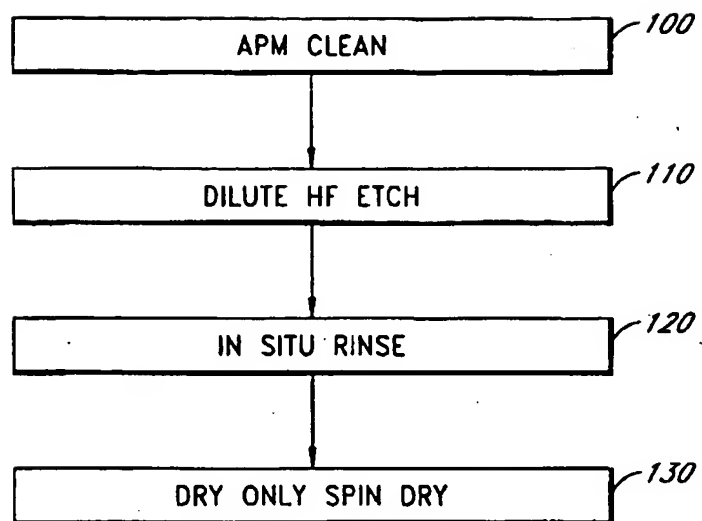 APM CLEAN 100
DILUTE HF ETCH 110
IN SITU RINSE 120
DRY ONLY SPIN DRY 130